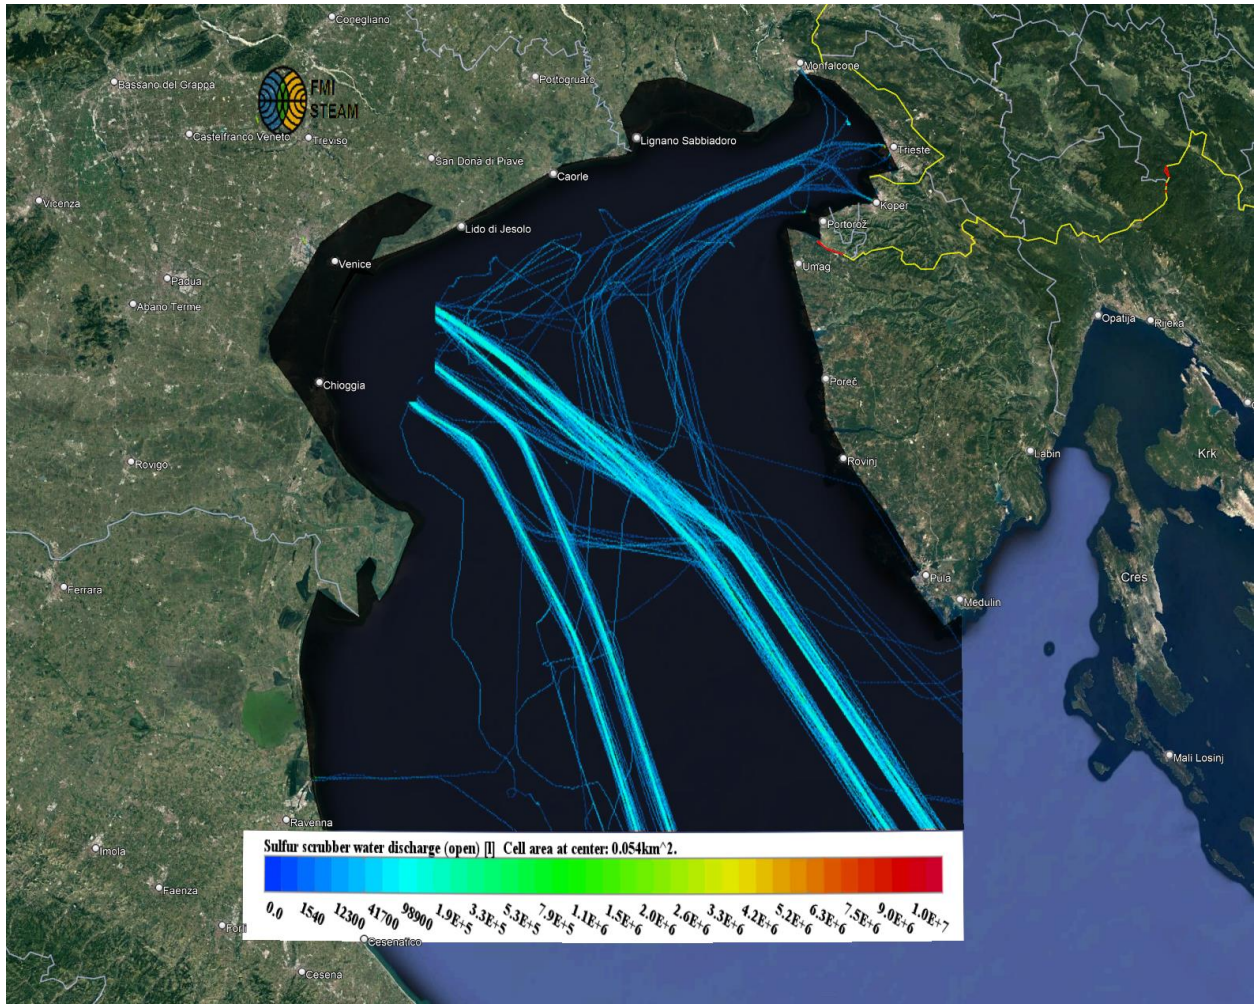 Conegliano
Monfalcone
Bassano del Grappa
Portogruaro
FMI
STEAM
Castelfranco Veneto
Treviso
Lignano Sabbiadoro
Trieste
San Donà di Piave
Caorle
Vicenza
Koper
Portorož
Lido di Jesolo
Venice
Umag
Padua
Abano Terme
Opatija
Rijeka
Chioggia
Poreč
Rovigo
Rovinj
Labin
Krk
Ferrara
Pula
Cres
Medulin
Mali Losinj
Ravenna
Imola
Sulfur scrubber water discharge (open) [l] Cell area at center: 0.054km^2.
0.0 1540 12300 41700 98900 1.9E+5 3.3E+5 5.3E+5 7.9E+5 1.1E+6 1.5E+6 2.0E+6 2.6E+6 3.3E+6 4.2E+6 5.2E+6 6.3E+6 7.5E+6 9.0E+6 1.0E+7
Faenza
Forl
Cesenatico
Cesena